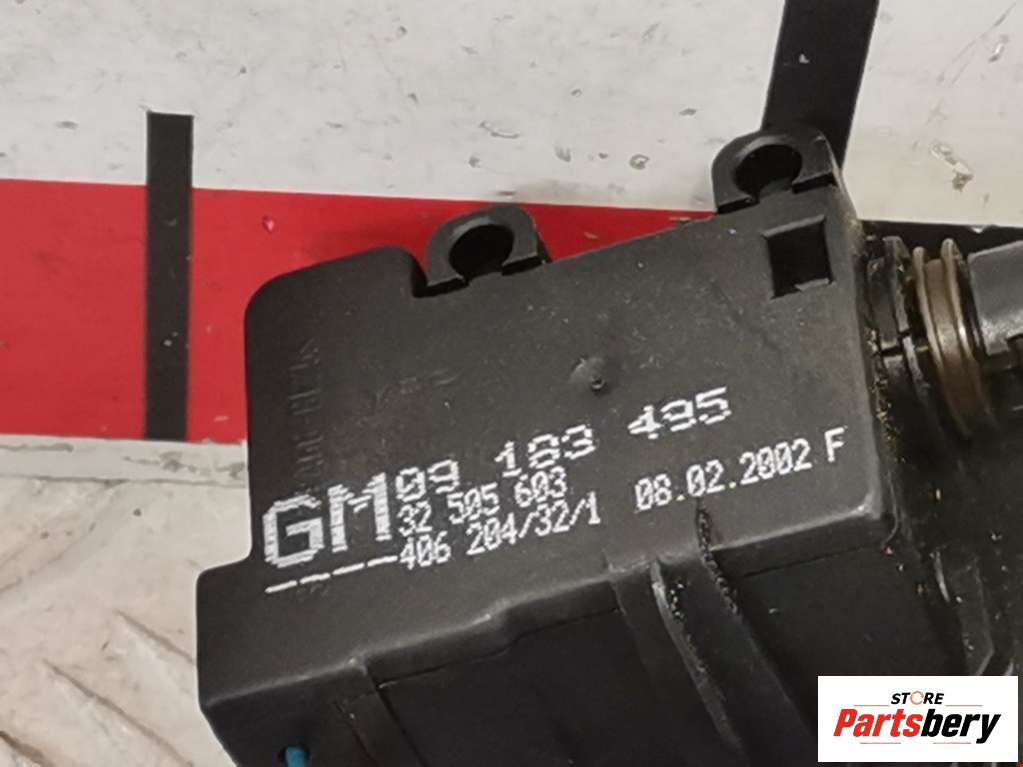 GM 09 183 495
32 505 603
-----406 204/32/1 08.02.2002 F
STORE
Partsbery